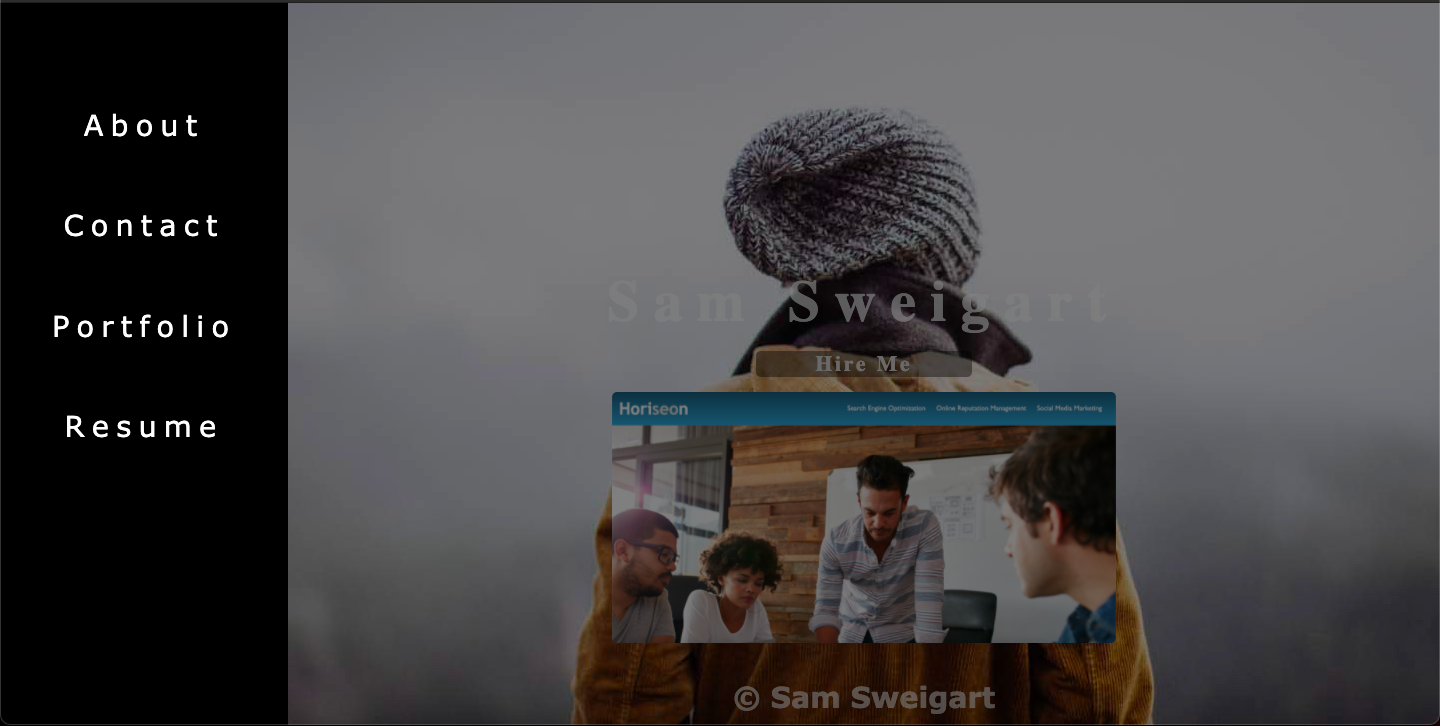 About
Contact
Portfolio
Resume
Sam Sweigart
Hire Me
Horiseon
Search Engine Optimization Online Reputation Management Social Media Marketing
© Sam Sweigart